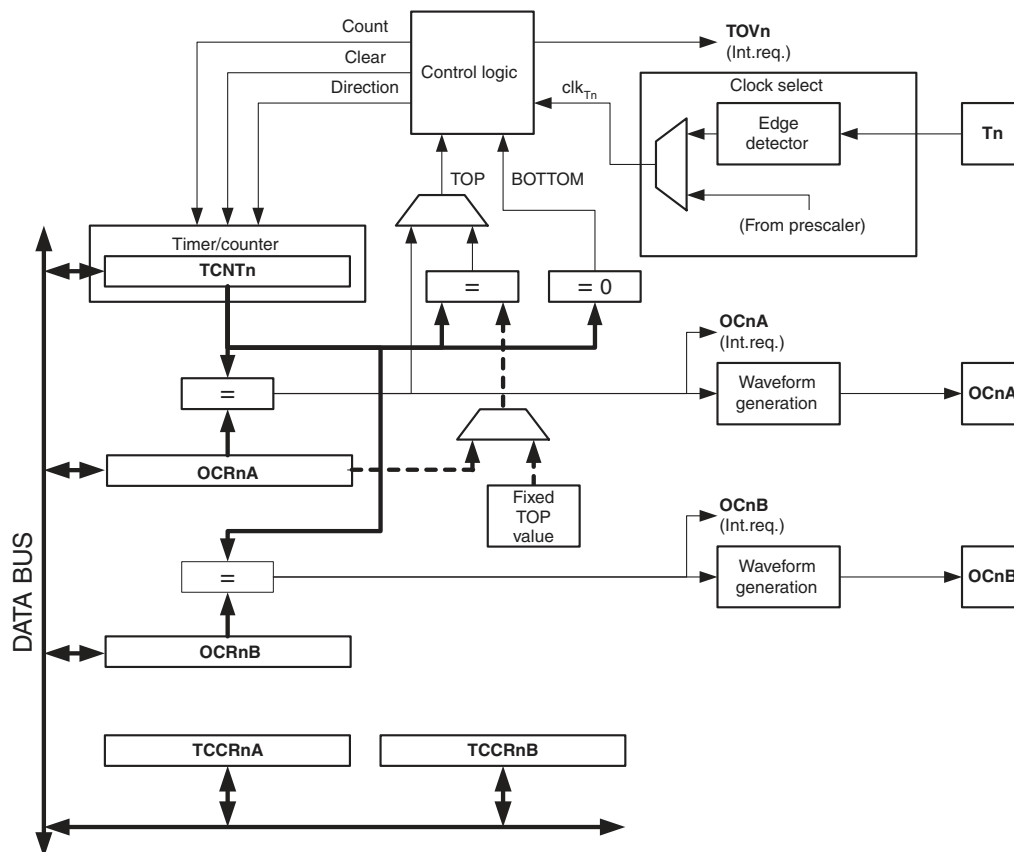 Count
Clear
Direction
Control logic
TOVn
(Int.req.)
clkTn
Clock select
Edge
detector
Tn
(From prescaler)
TOP
BOTTOM
Timer/counter
TCNTn
=
= 0
=
OCnA
(Int.req.)
Waveform
generation
OCnA
OCRnA
Fixed
TOP
value
OCnB
(Int.req.)
=
Waveform
generation
OCnB
OCRnB
DATA BUS
TCCRnA
TCCRnB